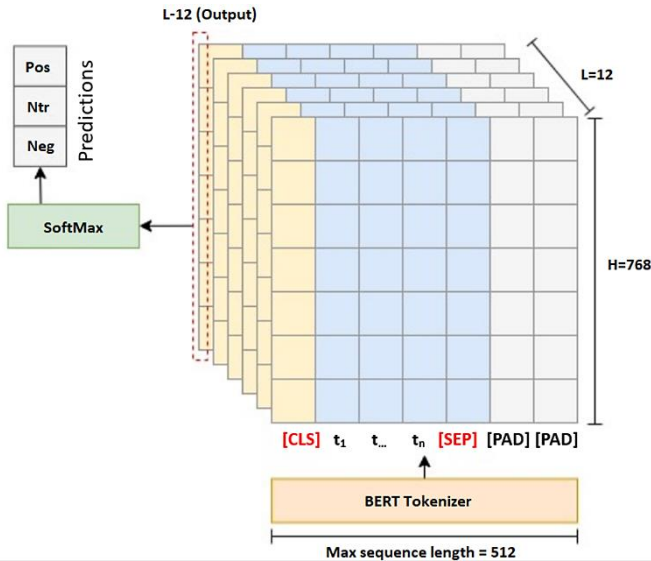 L-12 (Output)
L=12
Pos
Ntr
Neg
Predictions
SoftMax
H=768
[CLS] t₁ t... tₙ [SEP] [PAD] [PAD]
BERT Tokenizer
Max sequence length = 512